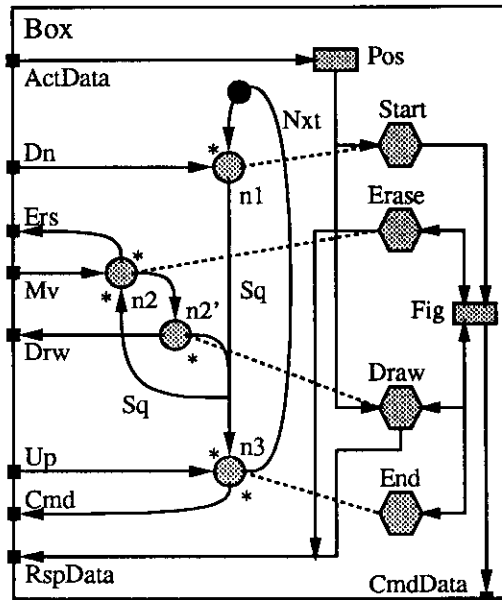 Box
Pos
ActData
Nxt
Start
*
Dn
n1
Erase
Ers
*
Mv
*
n2
n2'
Sq
Fig
Drw
*
Draw
Sq
n3
Up
*
*
End
Cmd
RspData
CmdData